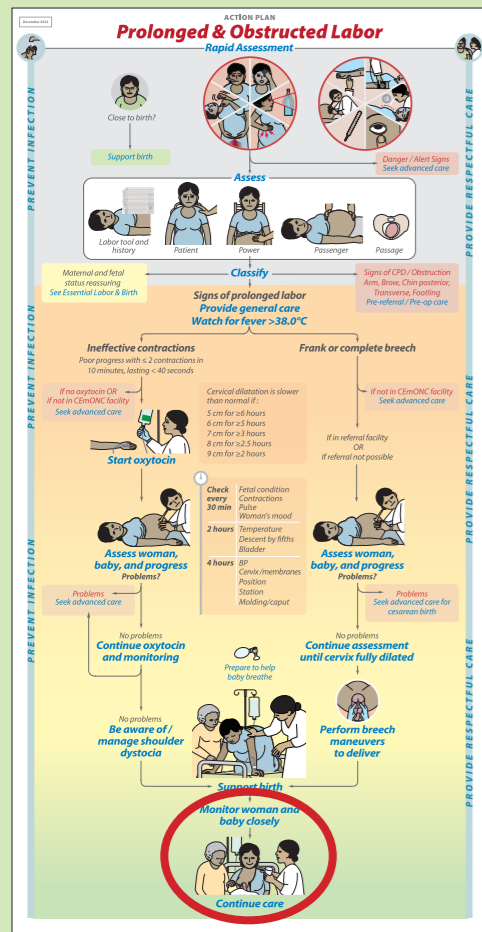 November 2023
ACTION PLAN
Prolonged & Obstructed Labor
Rapid Assessment
PREVENT INFECTION
PROVIDE RESPECTFUL CARE
Close to birth?
Support birth
Danger / Alert Signs
Seek advanced care
Assess
Labor tool and
history
Patient
Power
Passenger
Passage
Maternal and fetal
status reassuring
See Essential Labor & Birth
Classify
Signs of CPD / Obstruction
Arm, Brow, Chin posterior,
Transverse, Footling
Pre-referral / Pre-op care
Signs of prolonged labor
Provide general care
Watch for fever >38.0°C
PREVENT INFECTION
PROVIDE RESPECTFUL CARE
Ineffective contractions
Poor progress with ≤ 2 contractions in
10 minutes, lasting < 40 seconds
Frank or complete breech
If no oxytocin OR
if not in CEmONC facility
Seek advanced care
Cervical dilatation is slower
than normal if :
5 cm for ≥6 hours
6 cm for ≥5 hours
7 cm for ≥3 hours
8 cm for ≥2.5 hours
9 cm for ≥2 hours
If not in CEmONC facility
Seek advanced care
If in referral facility
OR
If referral not possible
Start oxytocin
Check
every
30 min
Fetal condition
Contractions
Pulse
Woman's mood
2 hours
Temperature
Descent by fifths
Bladder
4 hours
BP
Cervix/membranes
Position
Station
Molding/caput
Assess woman,
baby, and progress
Problems?
Assess woman,
baby, and progress
Problems?
PREVENT INFECTION
PROVIDE RESPECTFUL CARE
Problems
Seek advanced care
Problems
Seek advanced care for
cesarean birth
No problems
Continue oxytocin
and monitoring
No problems
Continue assessment
until cervix fully dilated
Prepare to help
baby breathe
No problems
Be aware of /
manage shoulder
dystocia
Perform breech
maneuvers
to deliver
Support birth
Monitor woman and
baby closely
Continue care